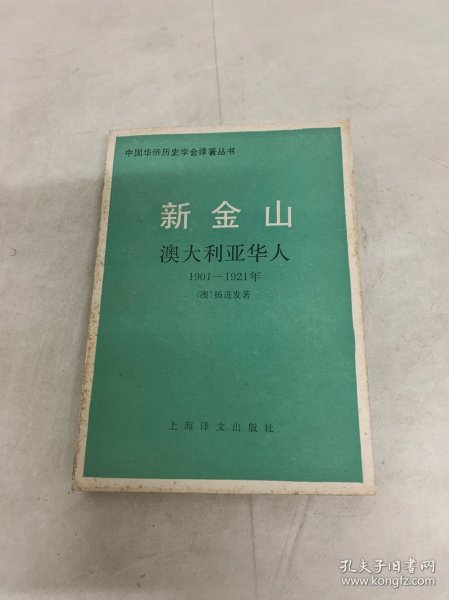 中国华侨历史学会译著丛书
新金山
澳大利亚华人
1901—1921年
〔澳〕杨进发著
上海译文出版社
孔夫子旧书网
www.kongfz.com